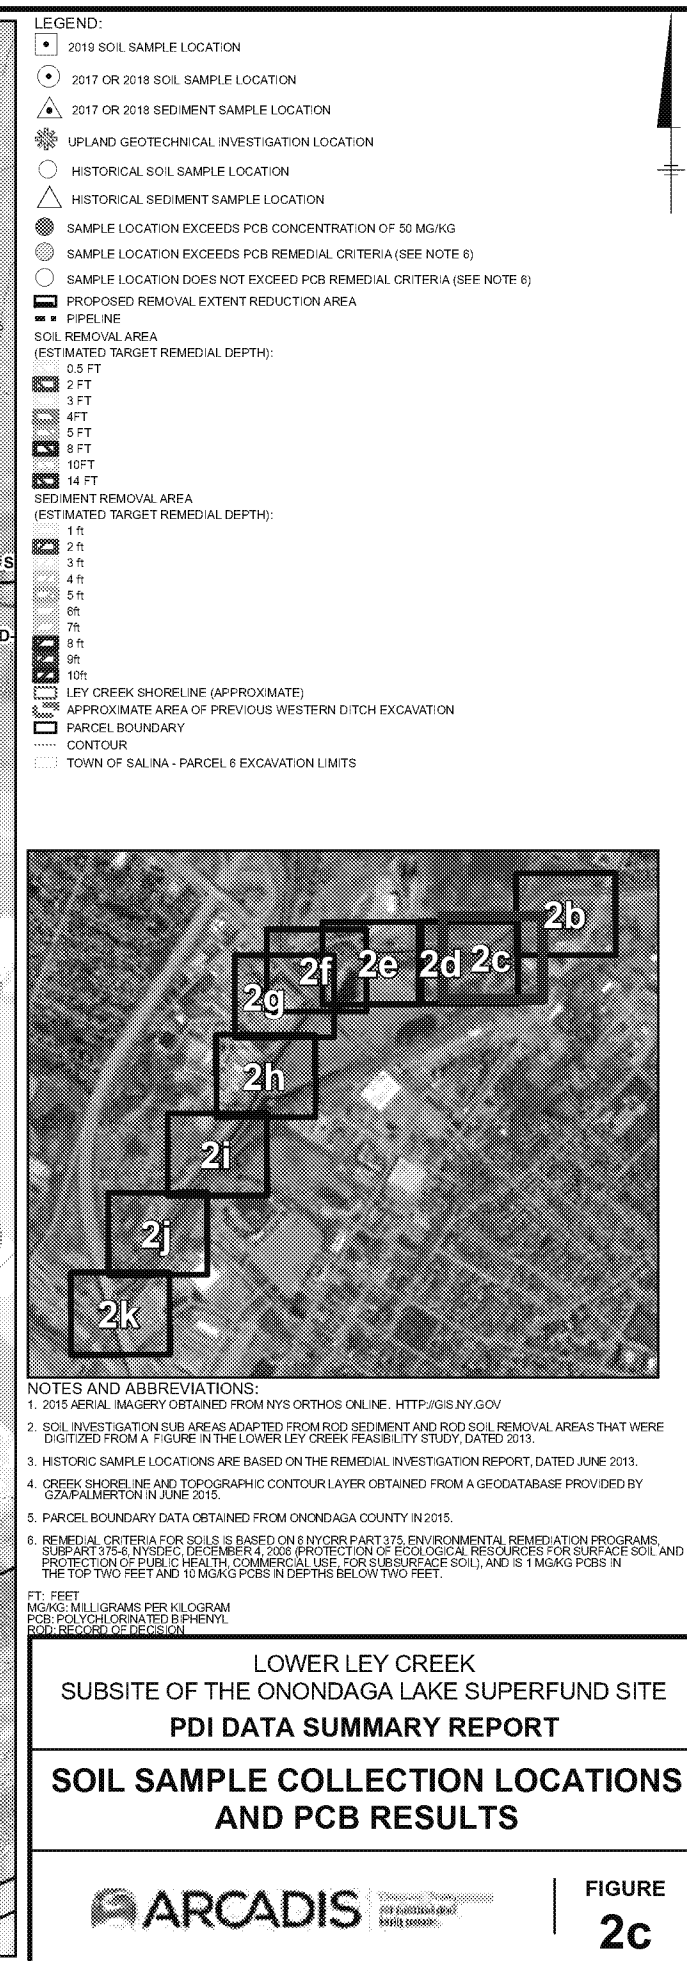 LEGEND:
2019 SOIL SAMPLE LOCATION
2017 OR 2018 SOIL SAMPLE LOCATION
2017 OR 2018 SEDIMENT SAMPLE LOCATION
UPLAND GEOTECHNICAL INVESTIGATION LOCATION
HISTORICAL SOIL SAMPLE LOCATION
HISTORICAL SEDIMENT SAMPLE LOCATION
SAMPLE LOCATION EXCEEDS PCB CONCENTRATION OF 50 MG/KG
SAMPLE LOCATION EXCEEDS PCB REMEDIAL CRITERIA (SEE NOTE 6)
SAMPLE LOCATION DOES NOT EXCEED PCB REMEDIAL CRITERIA (SEE NOTE 6)
PROPOSED REMOVAL EXTENT REDUCTION AREA
PIPELINE
SOIL REMOVAL AREA
(ESTIMATED TARGET REMEDIAL DEPTH):
0.5 FT
2 FT
3 FT
4FT
5 FT
8 FT
10FT
14 FT
SEDIMENT REMOVAL AREA
(ESTIMATED TARGET REMEDIAL DEPTH):
1 ft
2 ft
3 ft
4 ft
5 ft
6ft
7ft
8 ft
9ft
10ft
LEY CREEK SHORELINE (APPROXIMATE)
APPROXIMATE AREA OF PREVIOUS WESTERN DITCH EXCAVATION
PARCEL BOUNDARY
CONTOUR
TOWN OF SALINA - PARCEL 6 EXCAVATION LIMITS
S
D-
2b
2f 2e 2d 2c
2g
2h
2i
2j
2k
NOTES AND ABBREVIATIONS:
1. 2015 AERIAL IMAGERY OBTAINED FROM NYS ORTHOS ONLINE. HTTP://GIS.NY.GOV
2. SOIL INVESTIGATION SUB AREAS ADAPTED FROM ROD SEDIMENT AND ROD SOIL REMOVAL AREAS THAT WERE
DIGITIZED FROM A FIGURE IN THE LOWER LEY CREEK FEASIBILITY STUDY, DATED 2013.
3. HISTORIC SAMPLE LOCATIONS ARE BASED ON THE REMEDIAL INVESTIGATION REPORT, DATED JUNE 2013.
4. CREEK SHORELINE AND TOPOGRAPHIC CONTOUR LAYER OBTAINED FROM A GEODATABASE PROVIDED BY
GZA/PALMERTON IN JUNE 2015.
5. PARCEL BOUNDARY DATA OBTAINED FROM ONONDAGA COUNTY IN 2015.
6. REMEDIAL CRITERIA FOR SOILS IS BASED ON 6 NYCRR PART 375, ENVIRONMENTAL REMEDIATION PROGRAMS,
SUBPART 375-6, NYSDEC, DECEMBER 4, 2006 (PROTECTION OF ECOLOGICAL RESOURCES FOR SURFACE SOIL AND
PROTECTION OF PUBLIC HEALTH, COMMERCIAL USE, FOR SUBSURFACE SOIL), AND IS 1 MG/KG PCBS IN
THE TOP TWO FEET AND 10 MG/KG PCBS IN DEPTHS BELOW TWO FEET.
FT: FEET
MG/KG: MILLIGRAMS PER KILOGRAM
PCB: POLYCHLORINATED BIPHENYL
ROD: RECORD OF DECISION
LOWER LEY CREEK
SUBSITE OF THE ONONDAGA LAKE SUPERFUND SITE
PDI DATA SUMMARY REPORT
SOIL SAMPLE COLLECTION LOCATIONS
AND PCB RESULTS
ARCADIS
FIGURE
2c